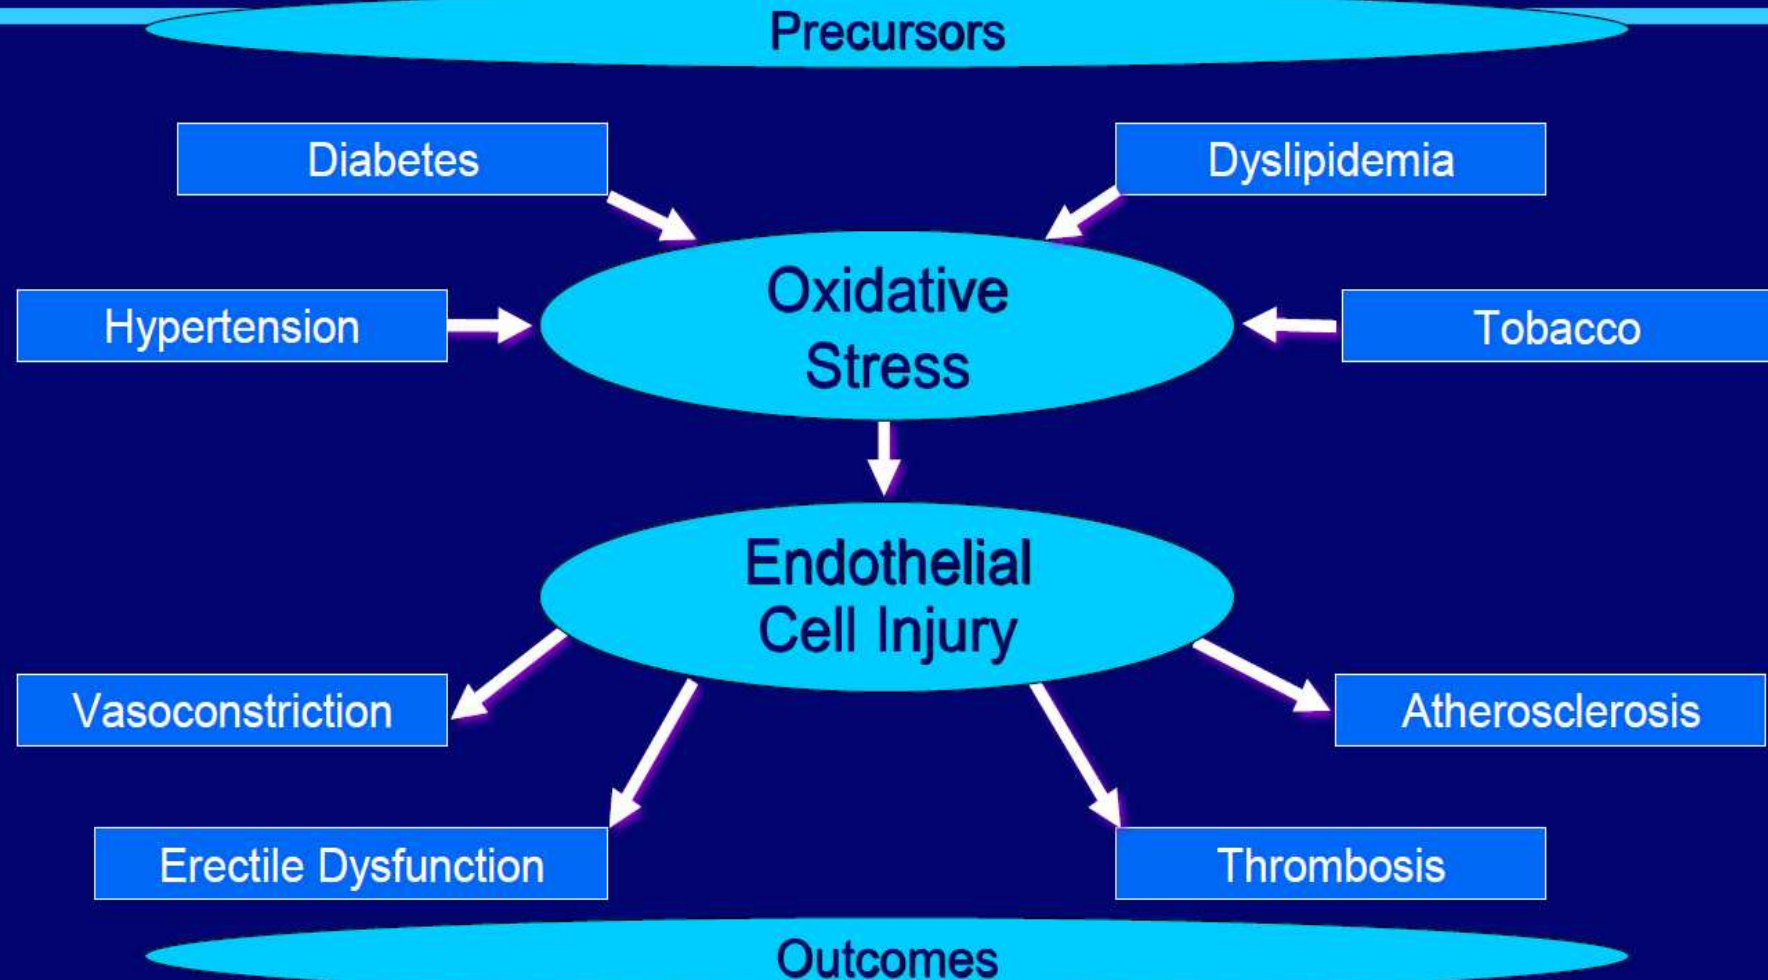 Precursors
Diabetes
Dyslipidemia
Hypertension
Oxidative
Stress
Tobacco
Endothelial
Cell Injury
Vasoconstriction
Atherosclerosis
Erectile Dysfunction
Thrombosis
Outcomes